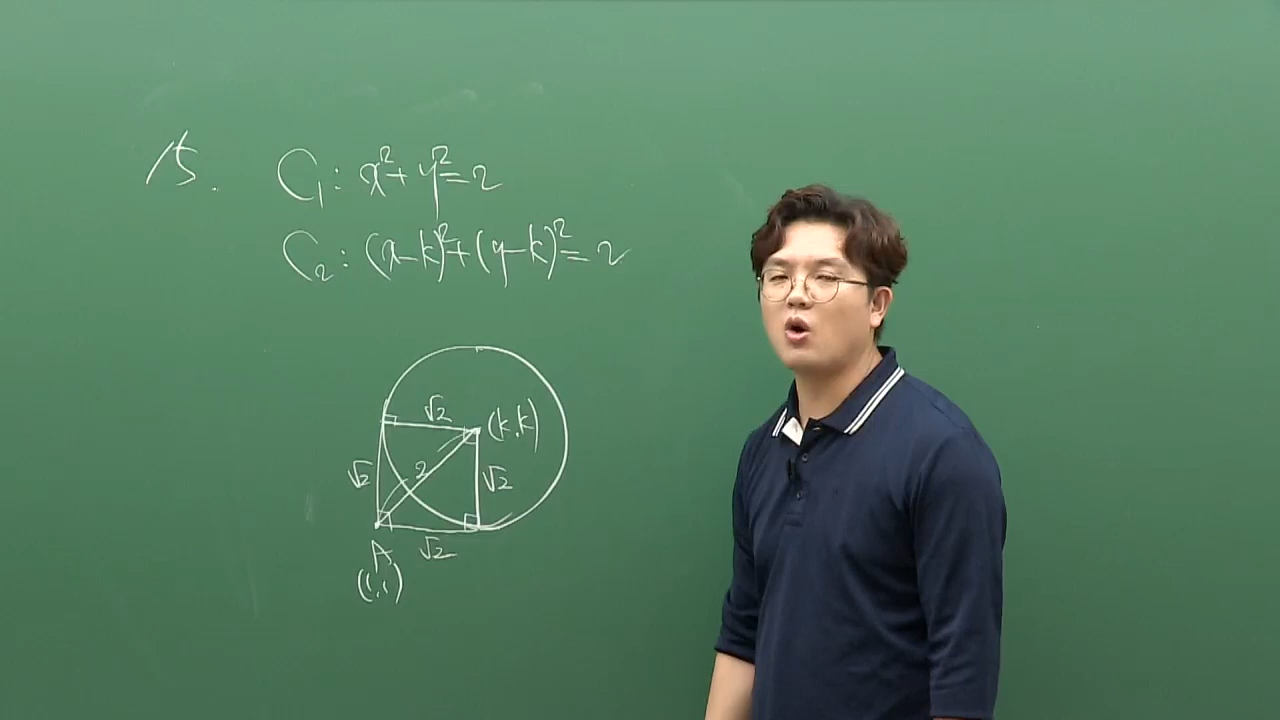 15.
C₁: x²+y²=2
C₂: (x-k)²+(y-k)²=2
√2
(k,k)
√2
2
√2
A
√2
(1,1)